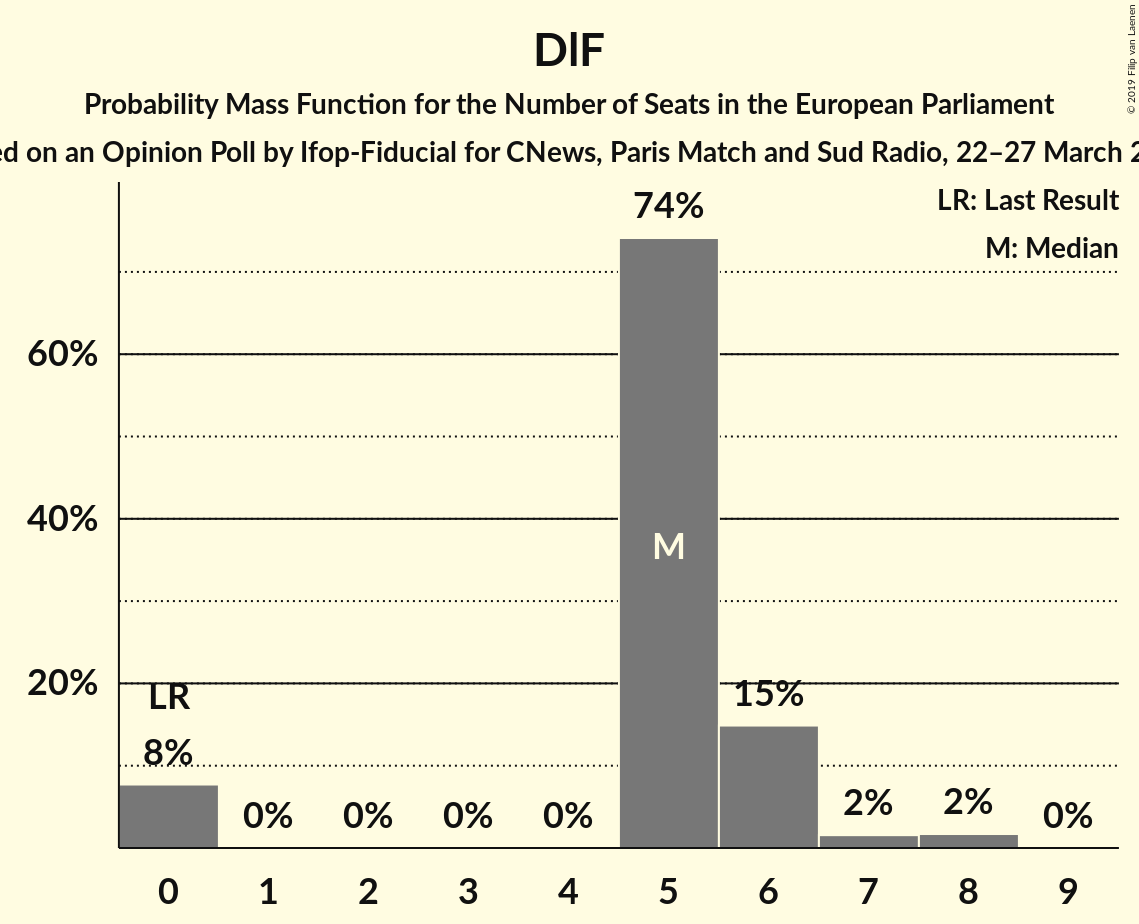 © 2019 Filip van Laenen
DlF
Probability Mass Function for the Number of Seats in the European Parliament
on an Opinion Poll by Ifop-Fiducial for CNews, Paris Match and Sud Radio, 22–27 March
LR: Last Result
M: Median
74%
60%
M
40%
20%
LR
15%
8%
0%
0%
0%
0%
2%
2%
0%
0
1
2
3
4
5
6
7
8
9